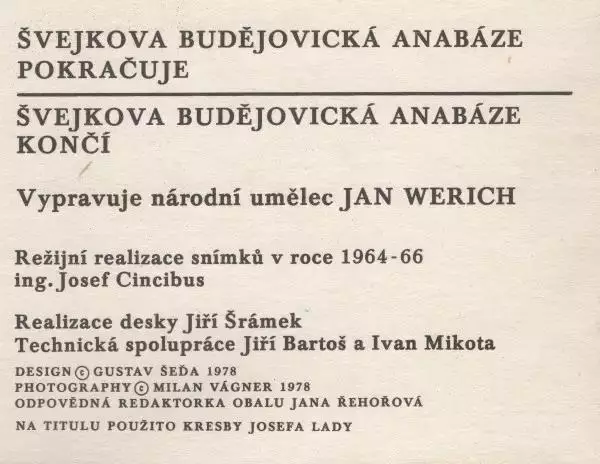 ŠVEJKOVA BUDĚJOVICKÁ ANABÁZE
POKRAČUJE
ŠVEJKOVA BUDĚJOVICKÁ ANABÁZE
KONČÍ
Vypravuje národní umělec JAN WERICH
Režijní realizace snímků v roce 1964-66
ing. Josef Cincibus
Realizace desky Jiří Šrámek
Technická spolupráce Jiří Bartoš a Ivan Mikota
DESIGN © GUSTAV ŠEĎA 1978
PHOTOGRAPHY © MILAN VÁGNER 1978
ODPOVĚDNÁ REDAKTORKA OBALU JANA ŘEHOŘOVÁ
NA TITULU POUŽITO KRESBY JOSEFA LADY